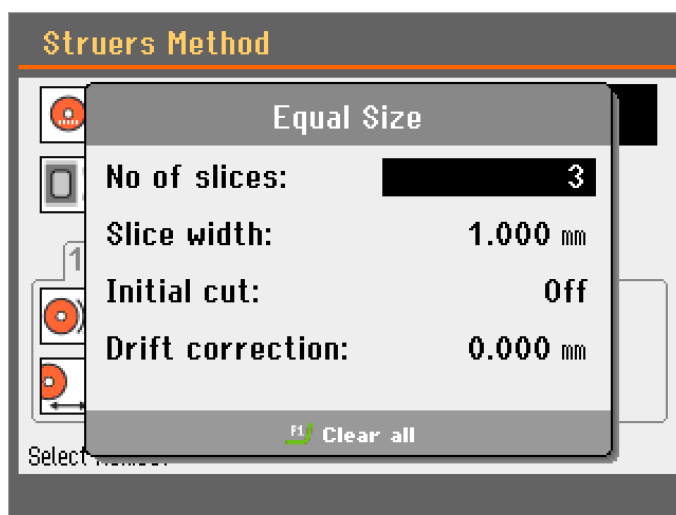 Struers Method
Equal Size
No of slices: 3
Slice width: 1.000 mm
Initial cut: Off
Drift correction: 0.000 mm
1
F1 Clear all
Select